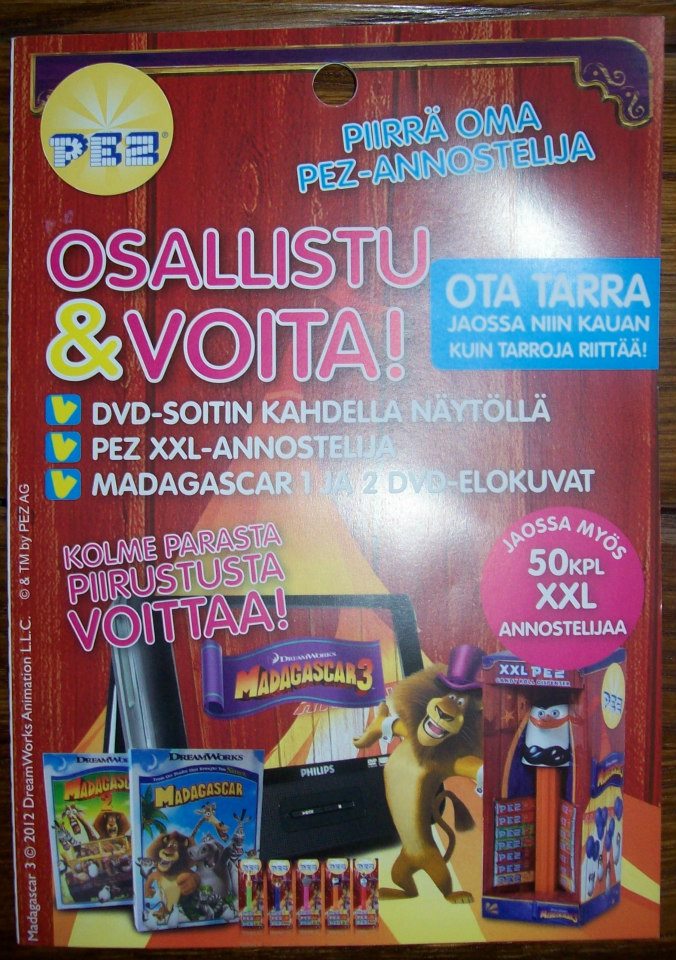 PEZ
PIIRRÄ OMA
PEZ-ANNOSTELIJA
OSALLISTU
& VOITA!
OTA TARRA
JAOSSA NIIN KAUAN
KUIN TARROJA RIITTÄÄ!
DVD-SOITIN KAHDELLA NÄYTÖLLÄ
PEZ XXL-ANNOSTELIJA
MADAGASCAR 1 JA 2 DVD-ELOKUVAT
KOLME PARASTA
PIIRUSTUSTA
VOITTAA!
JAOSSA MYÖS
50KPL
XXL
ANNOSTELIJAA
DREAMWORKS
MADAGASCAR 3
XXL PEZ
CANDY ROLL DISPENSER
PEZ
PHILIPS
DREAMWORKS
MADAGASCAR 2
DREAMWORKS
MADAGASCAR
MADAGASCAR 3
Madagascar 3 © 2012 DreamWorks Animation L.L.C. © & TM by PEZ AG